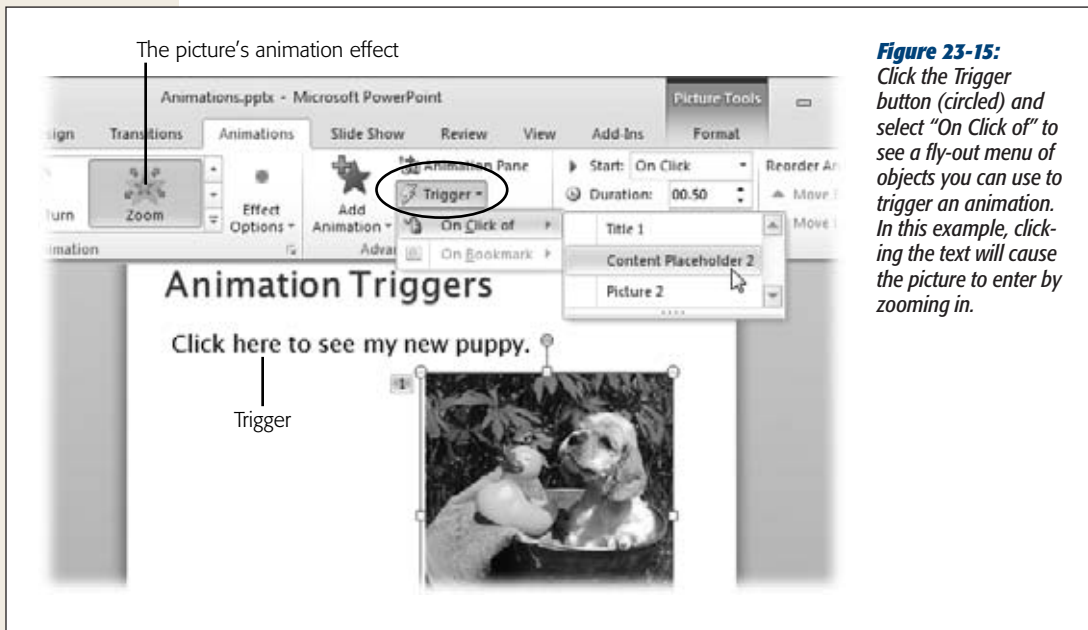 The picture's animation effect
Animations.pptx - Microsoft PowerPoint
Picture Tools
sign Transitions Animations Slide Show Review View Add-Ins Format
Zoom
Effect Options
Add Animation
Animation Pane
Trigger
Start: On Click
Duration: 00.50
Reorder
Move
Move
On Click of
On Bookmark
Title 1
Content Placeholder 2
Picture 2
Animation Triggers
Click here to see my new puppy.
1
Trigger
Figure 23-15:
Click the Trigger
button (circled) and
select "On Click of" to
see a fly-out menu of
objects you can use to
trigger an animation.
In this example, click-
ing the text will cause
the picture to enter by
zooming in.